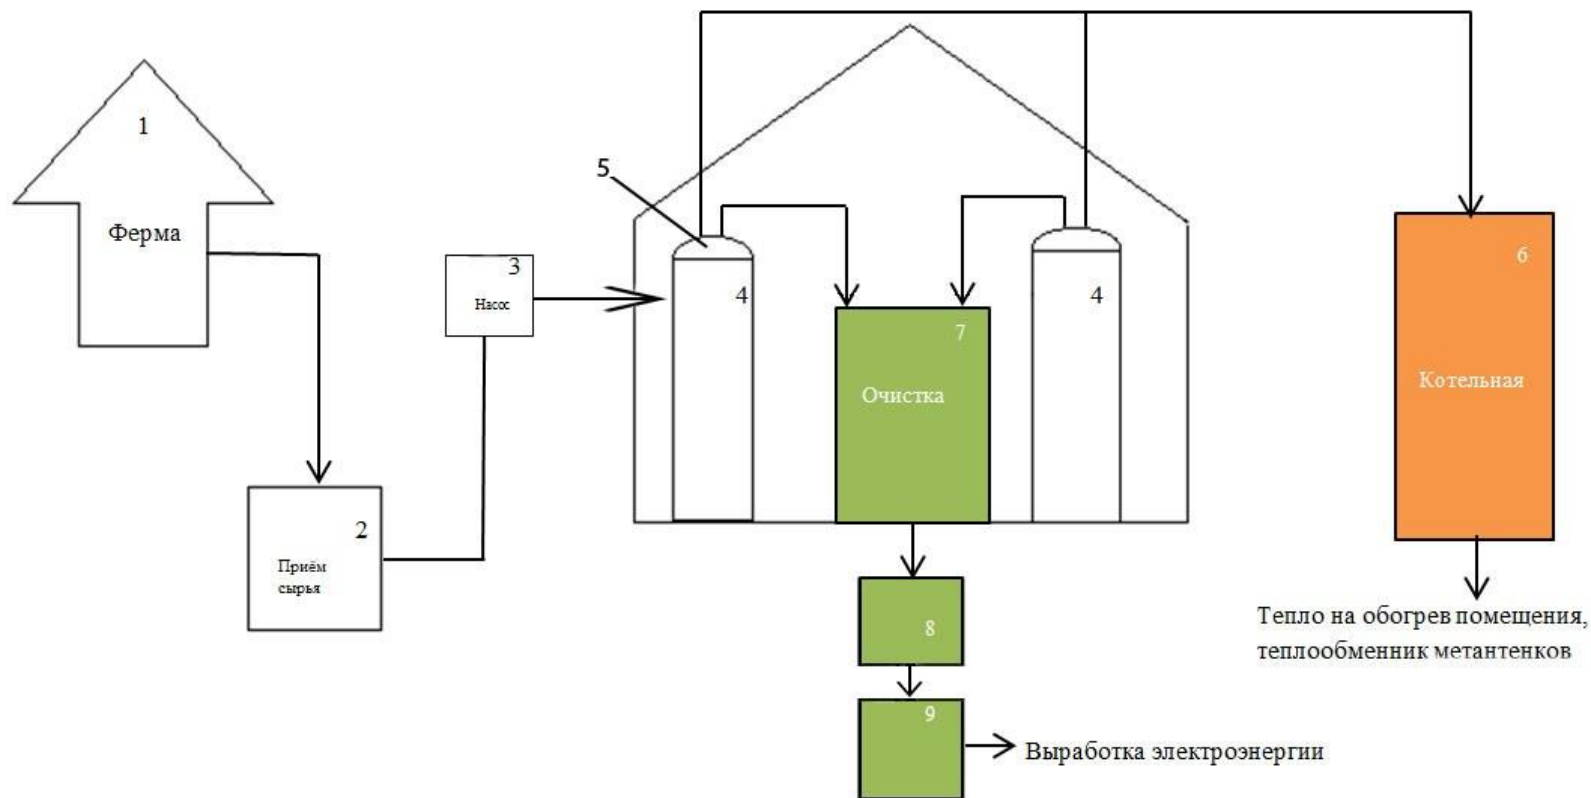 1
Ферма
2
Приём
сырья
3
Насос
5
4
4
7
Очистка
8
9
Выработка электроэнергии
6
Котельная
Тепло на обогрев помещения,
теплообменник метантенков